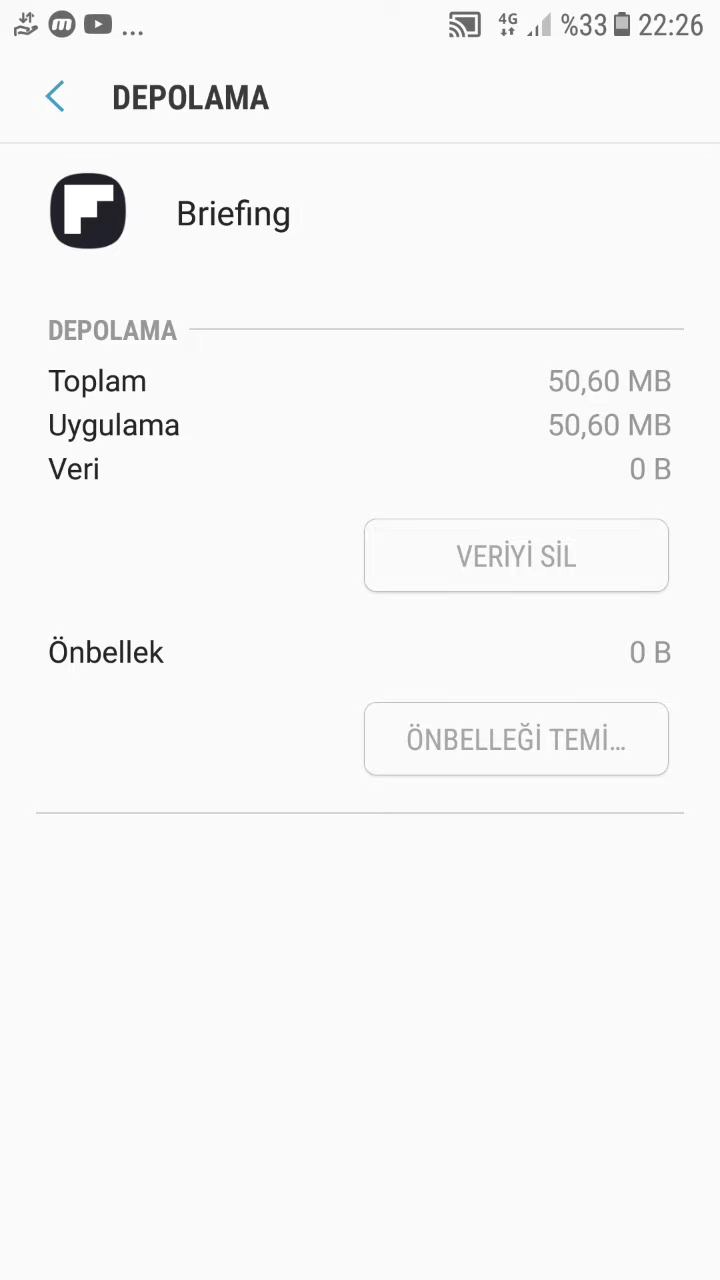 ... 4G %33 22:26
DEPOLAMA
Briefing
DEPOLAMA
Toplam 50,60 MB
Uygulama 50,60 MB
Veri 0 B
VERİYİ SİL
Önbellek 0 B
ÖNBELLEĞİ TEMİ...